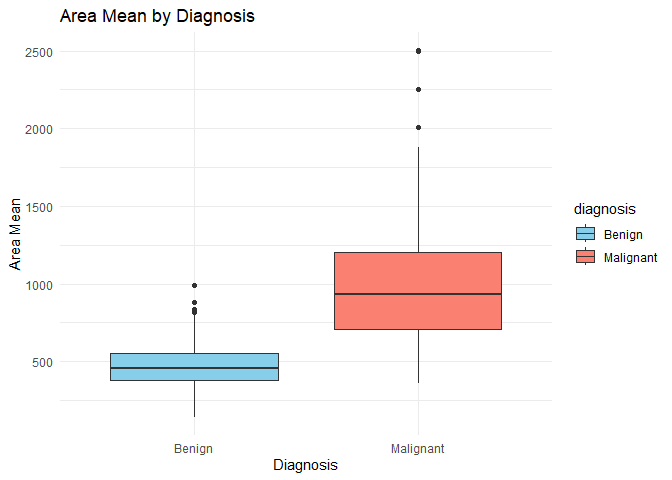 Area Mean by Diagnosis
2500
2000
1500
1000
500
Area Mean
Benign
Malignant
Diagnosis
diagnosis
Benign
Malignant